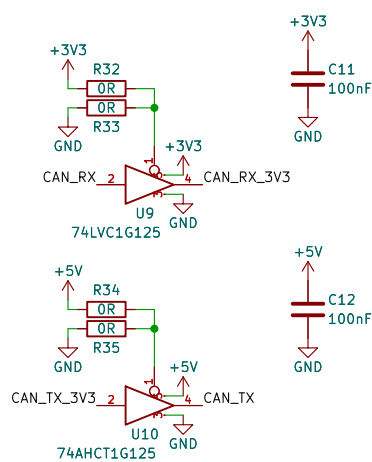 +3V3
R32
0R
0R
R33
GND
+3V3
C11
100nF
GND
CAN_RX
2
1
5
3
4
+3V3
CAN_RX_3V3
GND
U9
74LVC1G125
+5V
R34
0R
0R
R35
GND
+5V
C12
100nF
GND
CAN_TX_3V3
2
1
5
3
4
+5V
CAN_TX
GND
U10
74AHCT1G125